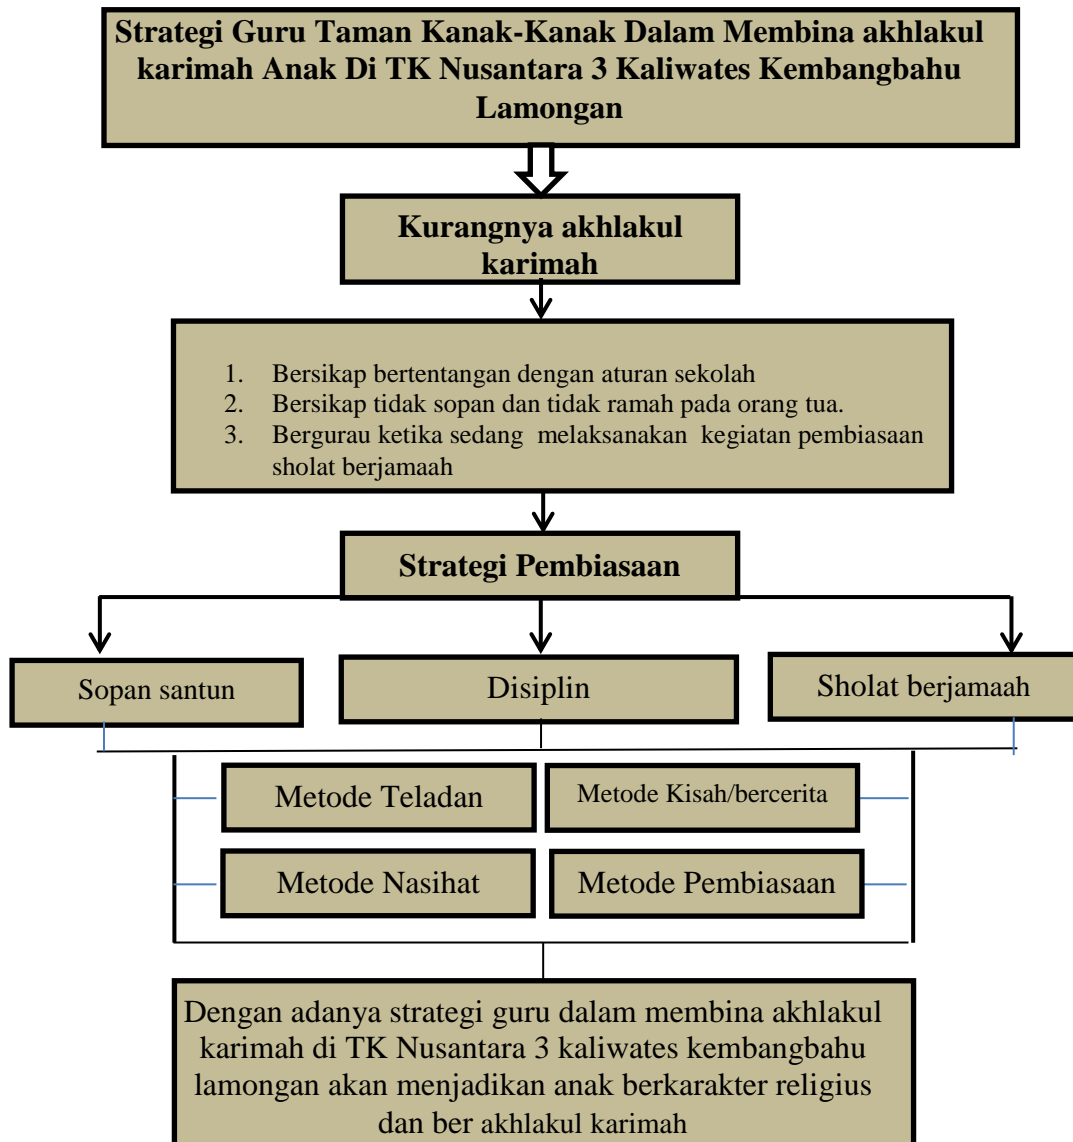 Strategi Guru Taman Kanak-Kanak Dalam Membina akhlakul
karimah Anak Di TK Nusantara 3 Kaliwates Kembangbahu
Lamongan
Kurangnya akhlakul
karimah
1. Bersikap bertentangan dengan aturan sekolah
2. Bersikap tidak sopan dan tidak ramah pada orang tua.
3. Bergurau ketika sedang melaksanakan kegiatan pembiasaan
sholat berjamaah
Strategi Pembiasaan
Sopan santun
Disiplin
Sholat berjamaah
Metode Teladan
Metode Kisah/bercerita
Metode Nasihat
Metode Pembiasaan
Dengan adanya strategi guru dalam membina akhlakul
karimah di TK Nusantara 3 kaliwates kembangbahu
lamongan akan menjadikan anak berkarakter religius
dan ber akhlakul karimah